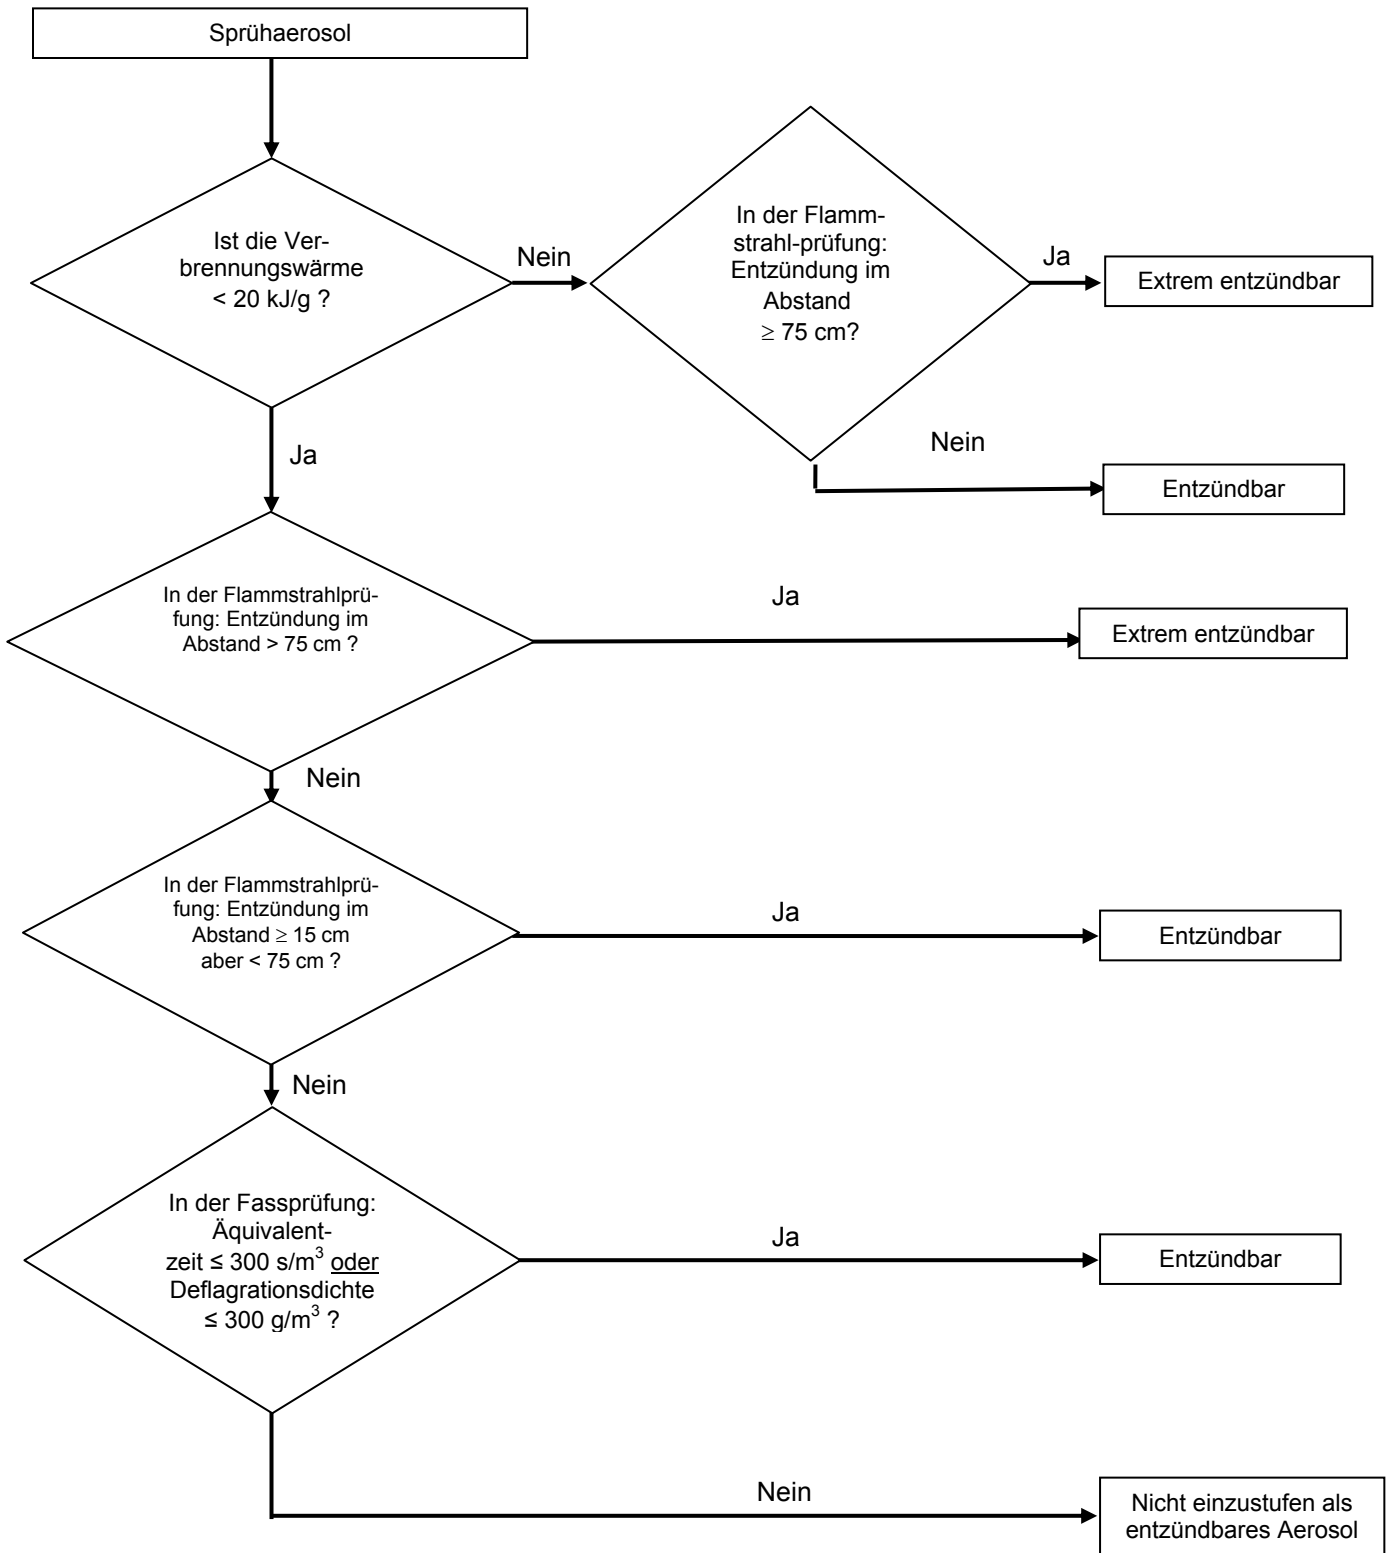 Sprühaerosol
Ist die Ver-
brennungswärme
< 20 kJ/g ?
Nein
In der Flamm-
strahl-prüfung:
Entzündung im
Abstand
≥ 75 cm?
Ja
Extrem entzündbar
Nein
Entzündbar
Ja
In der Flammstrahlprü-
fung: Entzündung im
Abstand > 75 cm ?
Ja
Extrem entzündbar
Nein
In der Flammstrahlprü-
fung: Entzündung im
Abstand ≥ 15 cm
aber < 75 cm ?
Ja
Entzündbar
Nein
In der Fassprüfung:
Äquivalent-
zeit ≤ 300 s/m³ oder
Deflagrationsdichte
≤ 300 g/m³ ?
Ja
Entzündbar
Nein
Nicht einzustufen als
entzündbares Aerosol